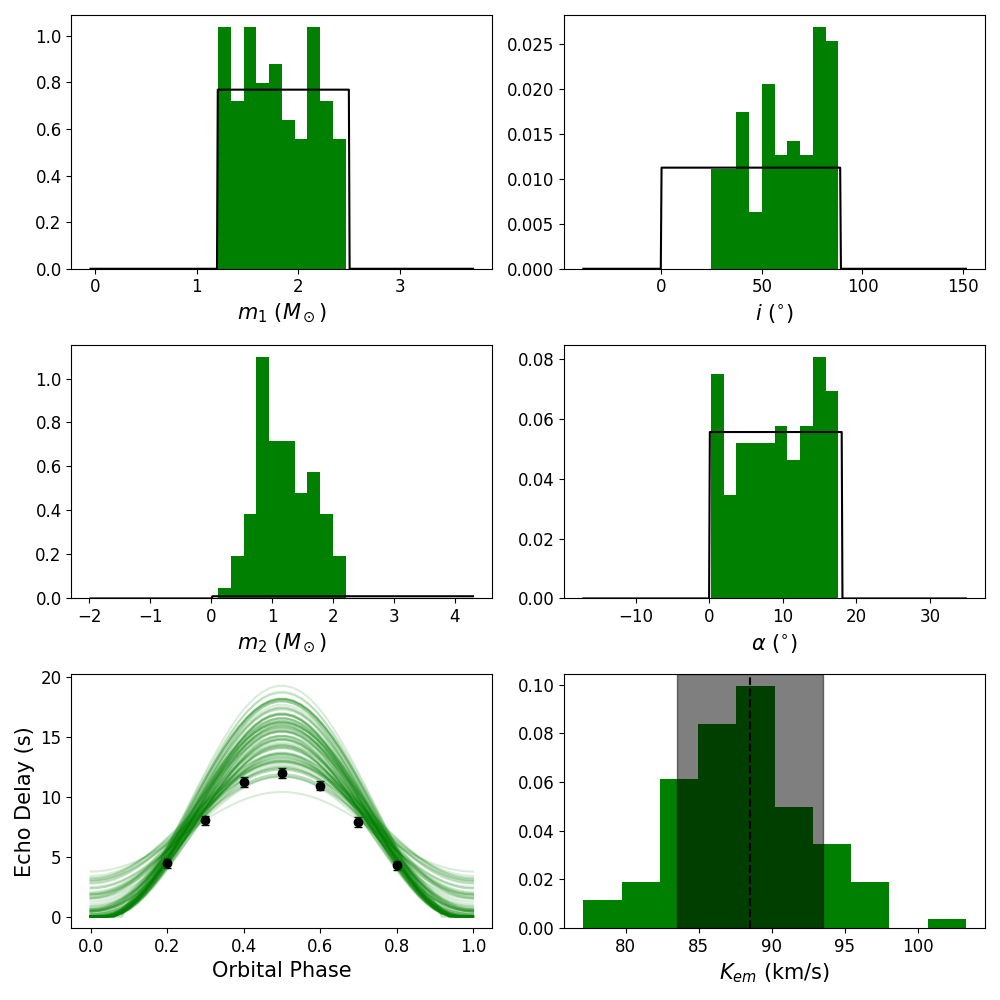 1.0
0.8
0.6
0.4
0.2
0.0
0 1 2 3
m₁ (M⊙)
0.025
0.020
0.015
0.010
0.005
0.000
0 50 100 150
i (°)
1.0
0.8
0.6
0.4
0.2
0.0
−2 −1 0 1 2 3 4
m₂ (M⊙)
0.08
0.06
0.04
0.02
0.00
−10 0 10 20 30
α (°)
20
15
10
5
0
Echo Delay (s)
0.0 0.2 0.4 0.6 0.8 1.0
Orbital Phase
0.10
0.08
0.06
0.04
0.02
0.00
80 85 90 95 100
Kem (km/s)